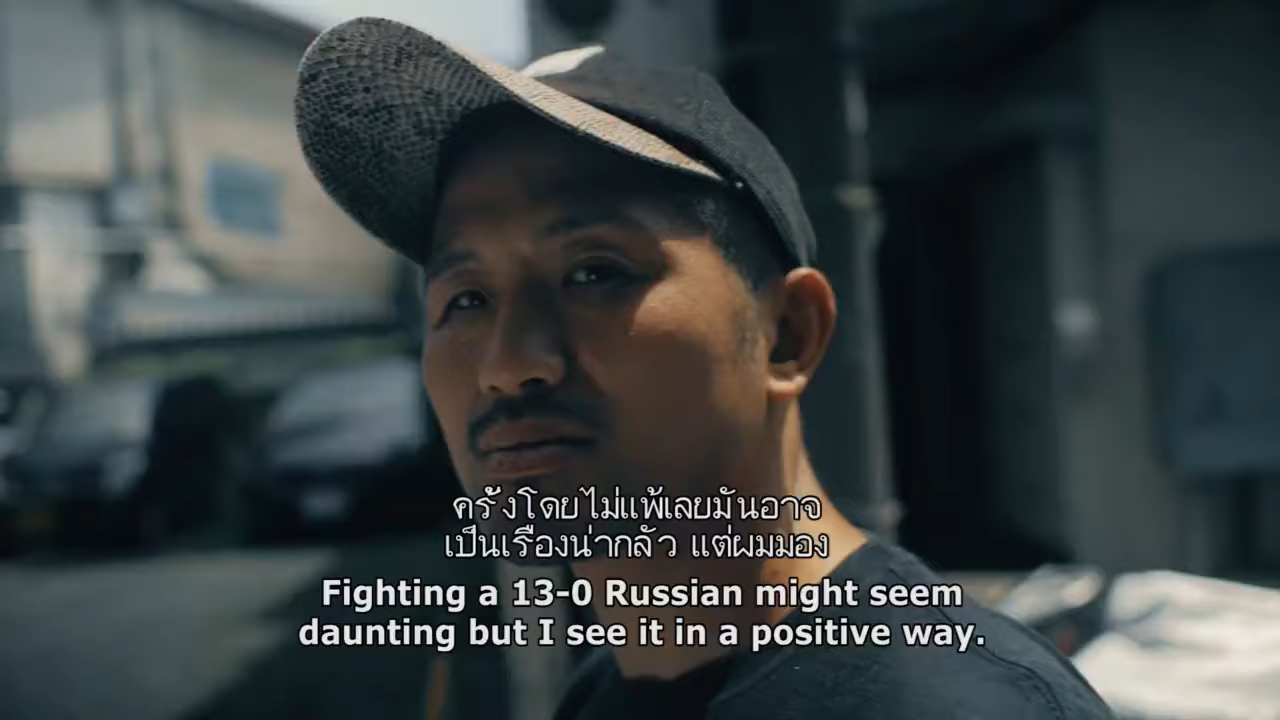 ครั้งโดยไม่แพ้เลยมันอาจ
เป็นเรื่องน่ากลัว แต่ผมมอง
Fighting a 13-0 Russian might seem
daunting but I see it in a positive way.